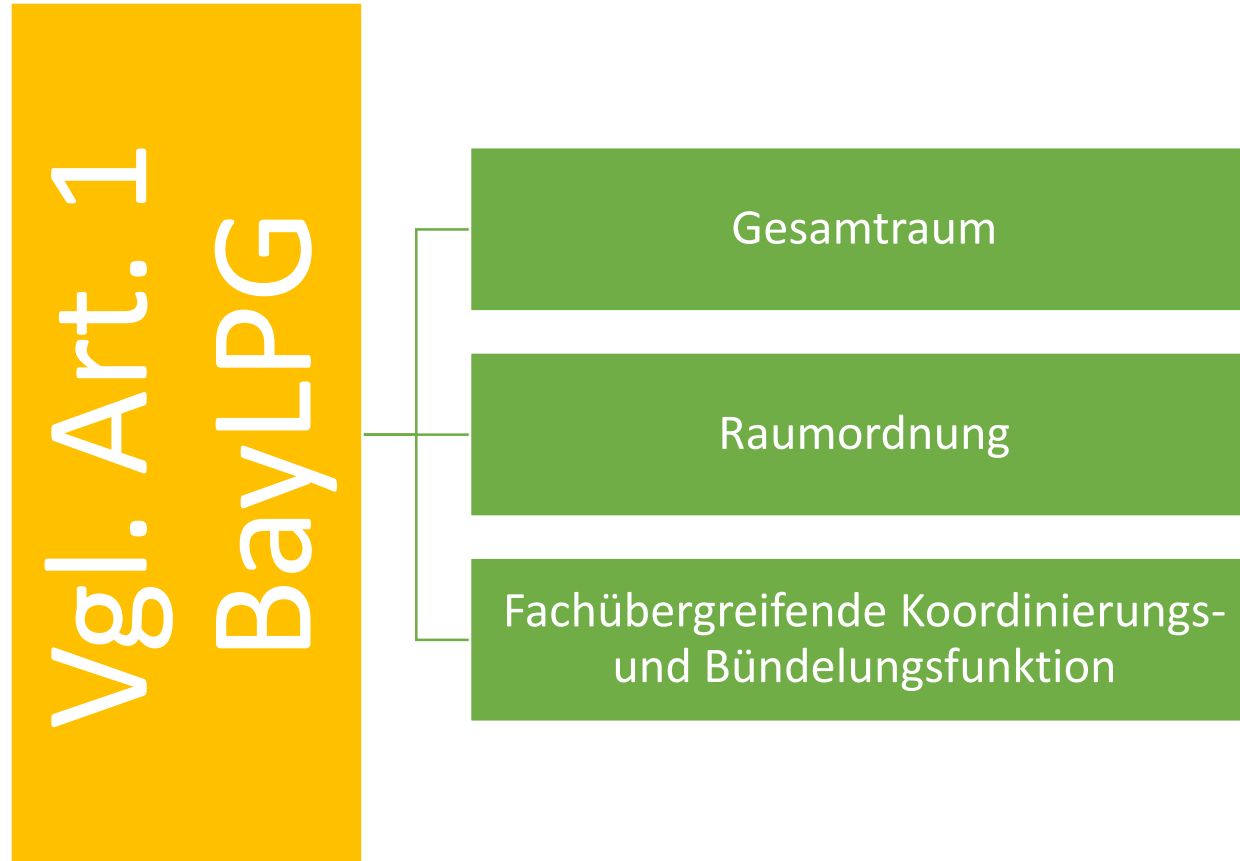 Vgl. Art. 1
BayLPG
Gesamtraum
Raumordnung
Fachübergreifende Koordinierungs-
und Bündelungsfunktion